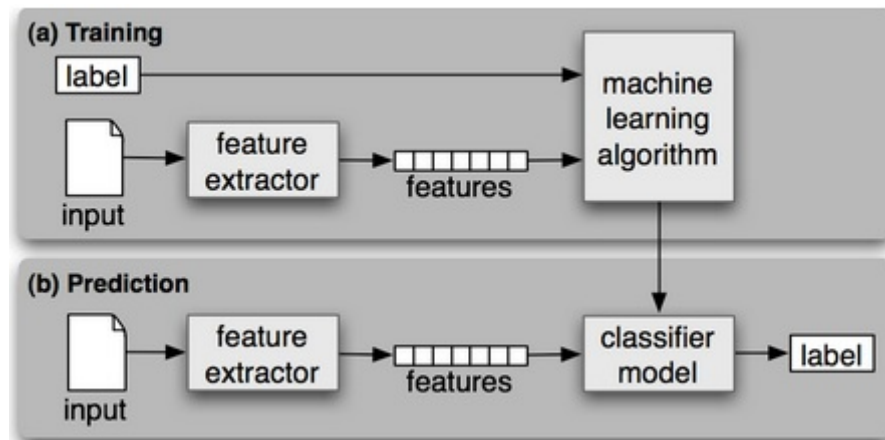 (a) Training
label
machine
learning
algorithm
feature
extractor
features
input
(b) Prediction
feature
extractor
features
classifier
model
label
input